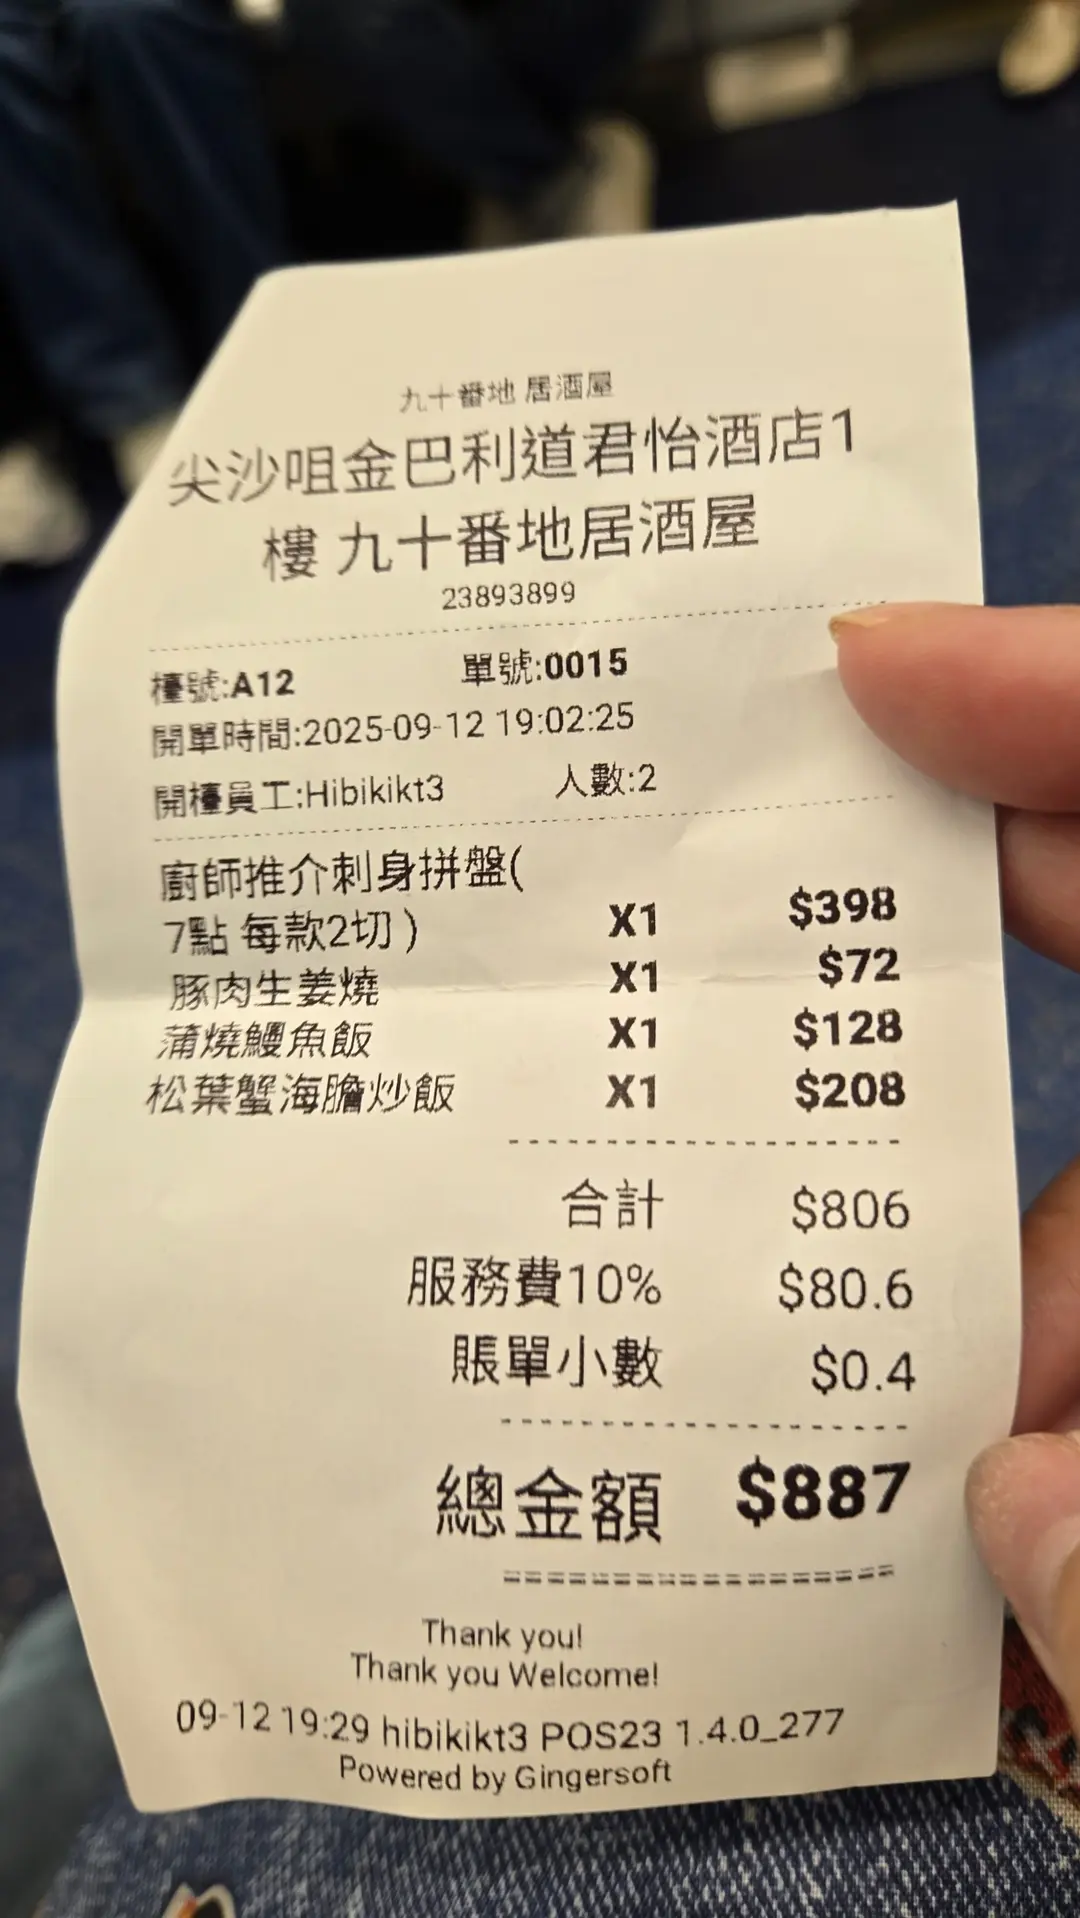 九十番地 居酒屋
尖沙咀金巴利道君怡酒店1
樓 九十番地居酒屋
23893899
檯號:A12 單號:0015
開單時間:2025-09-12 19:02:25
開檯員工:Hibikikt3 人數:2
廚師推介刺身拼盤(
7點 每款2切) X1 $398
豚肉生姜燒 X1 $72
蒲燒鰻魚飯 X1 $128
松葉蟹海膽炒飯 X1 $208
合計 $806
服務費10% $80.6
賬單小數 $0.4
總金額 $887
Thank you!
Thank you Welcome!
09-12 19:29 hibikikt3 POS23 1.4.0_277
Powered by Gingersoft